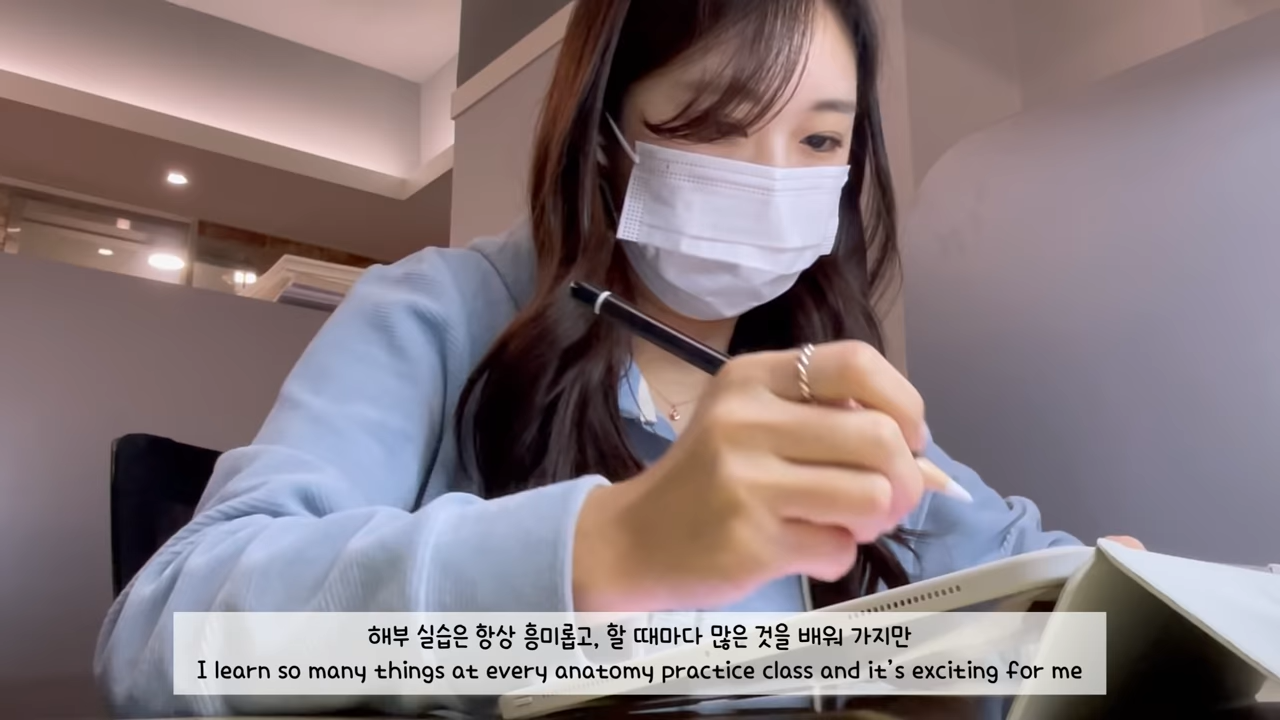 해부 실습은 항상 흥미롭고, 할 때마다 많은 것을 배워 가지만
I learn so many things at every anatomy practice class and it's exciting for me